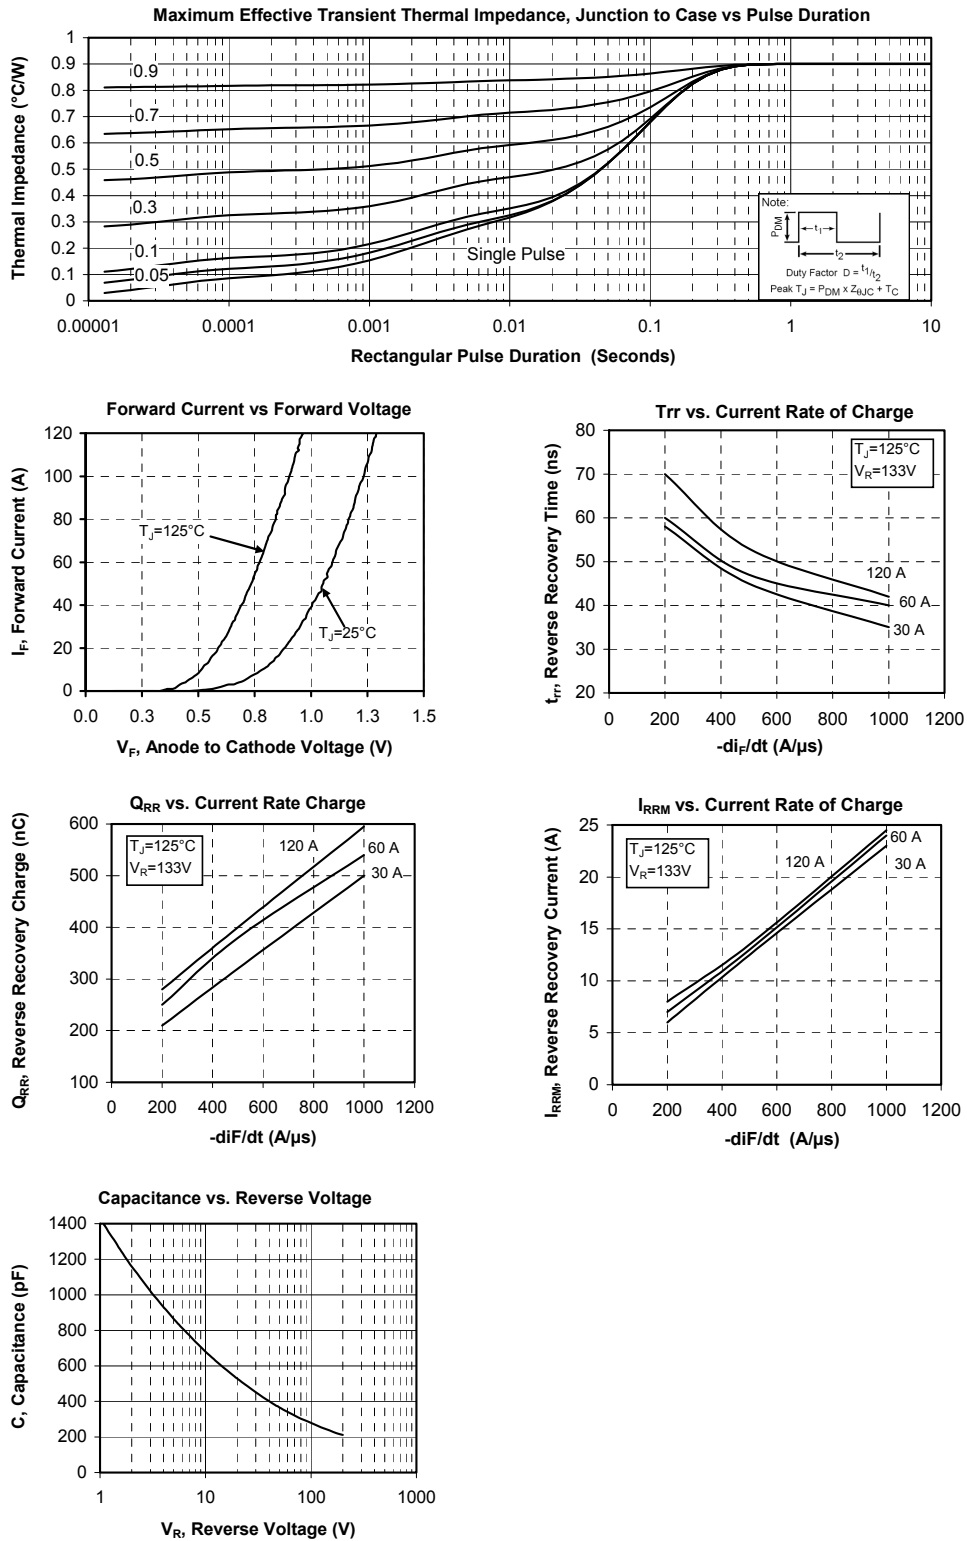 Maximum Effective Transient Thermal Impedance, Junction to Case vs Pulse Duration
Thermal Impedance (°C/W)
1
0.9
0.8
0.7
0.6
0.5
0.4
0.3
0.2
0.1
0
0.9
0.7
0.5
0.3
0.1
0.05
Single Pulse
Note:
PDM
t1
t2
Duty Factor D = t1/t2
Peak TJ = PDM x ZθJC + TC
0.00001 0.0001 0.001 0.01 0.1 1 10
Rectangular Pulse Duration (Seconds)
Forward Current vs Forward Voltage
IF, Forward Current (A)
120
100
80
60
40
20
0
TJ=125°C
TJ=25°C
0.0 0.3 0.5 0.8 1.0 1.3 1.5
VF, Anode to Cathode Voltage (V)
Trr vs. Current Rate of Charge
trr, Reverse Recovery Time (ns)
80
70
60
50
40
30
20
TJ=125°C
VR=133V
120 A
60 A
30 A
0 200 400 600 800 1000 1200
-diF/dt (A/µs)
QRR vs. Current Rate Charge
QRR, Reverse Recovery Charge (nC)
600
500
400
300
200
100
TJ=125°C
VR=133V
120 A
60 A
30 A
0 200 400 600 800 1000 1200
-diF/dt (A/µs)
IRRM vs. Current Rate of Charge
IRRM, Reverse Recovery Current (A)
25
20
15
10
5
0
TJ=125°C
VR=133V
120 A
60 A
30 A
0 200 400 600 800 1000 1200
-diF/dt (A/µs)
Capacitance vs. Reverse Voltage
C, Capacitance (pF)
1400
1200
1000
800
600
400
200
0
1 10 100 1000
VR, Reverse Voltage (V)